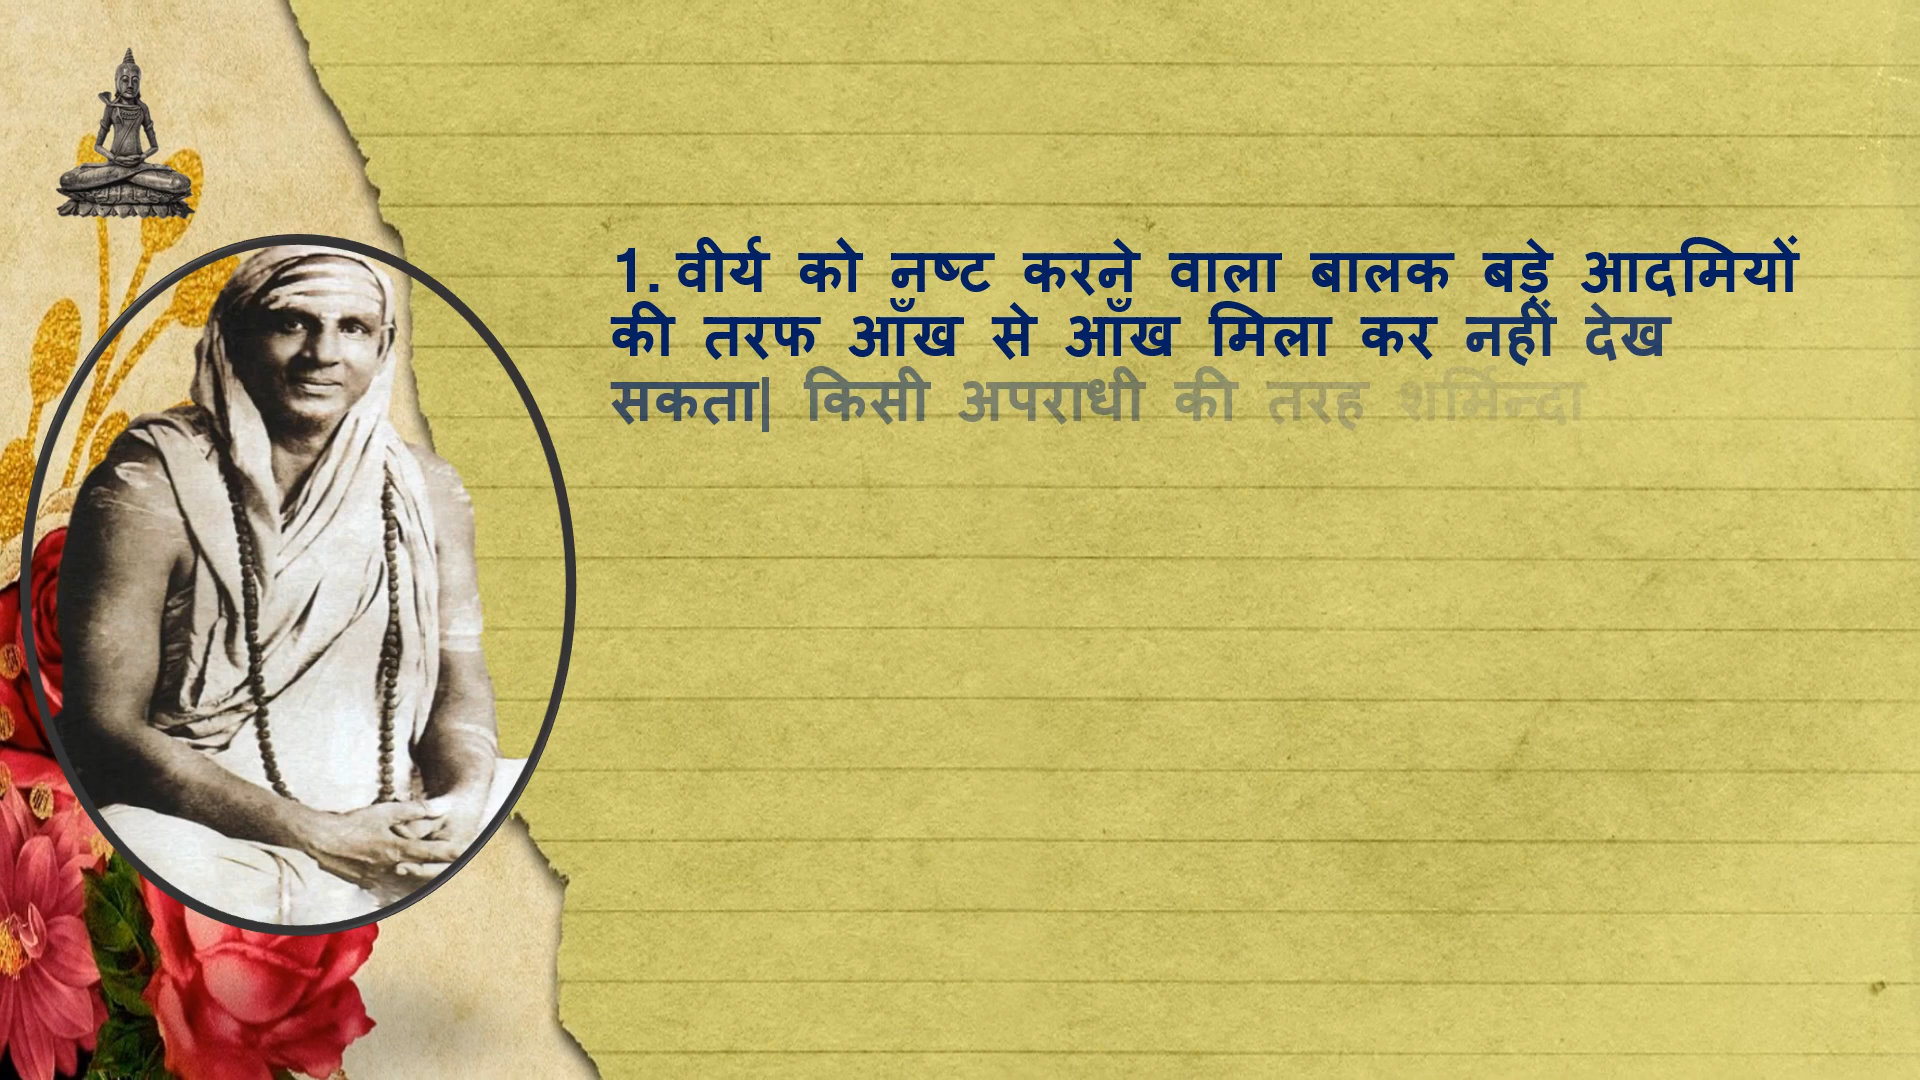 1. वीर्य को नष्ट करने वाला बालक बड़े आदमियों
की तरफ आँख से आँख मिला कर नहीं देख
सकता| किसी अपराधी की तरह शर्मिन्दा